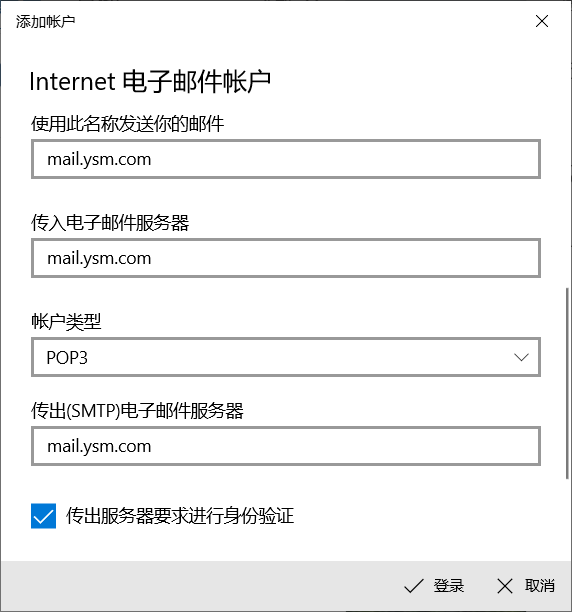 添加帐户
Internet 电子邮件帐户
使用此名称发送你的邮件
mail.ysm.com
传入电子邮件服务器
mail.ysm.com
帐户类型
POP3
传出(SMTP)电子邮件服务器
mail.ysm.com
传出服务器要求进行身份验证
登录 取消